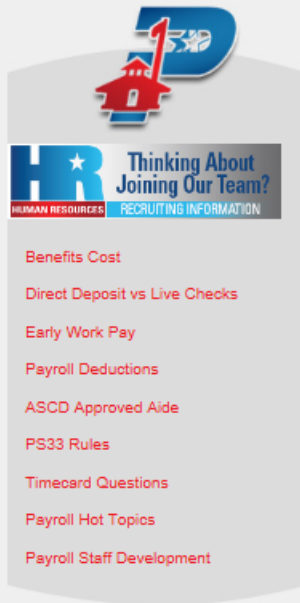 PSJD
HR
HUMAN RESOURCES
Thinking About
Joining Our Team?
RECRUITING INFORMATION
Benefits Cost
Direct Deposit vs Live Checks
Early Work Pay
Payroll Deductions
ASCD Approved Aide
PS33 Rules
Timecard Questions
Payroll Hot Topics
Payroll Staff Development